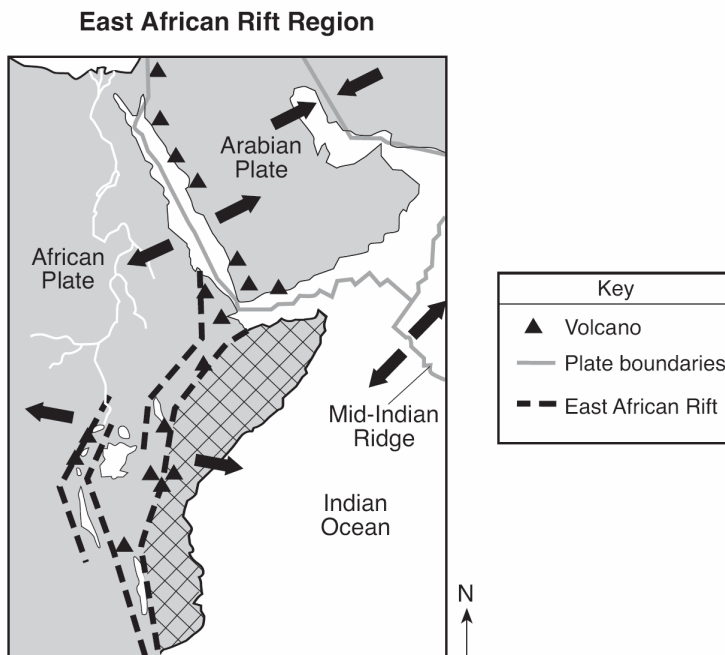 East African Rift Region
Arabian
Plate
African
Plate
Mid-Indian
Ridge
Indian
Ocean
N
Key
Volcano
Plate boundaries
East African Rift